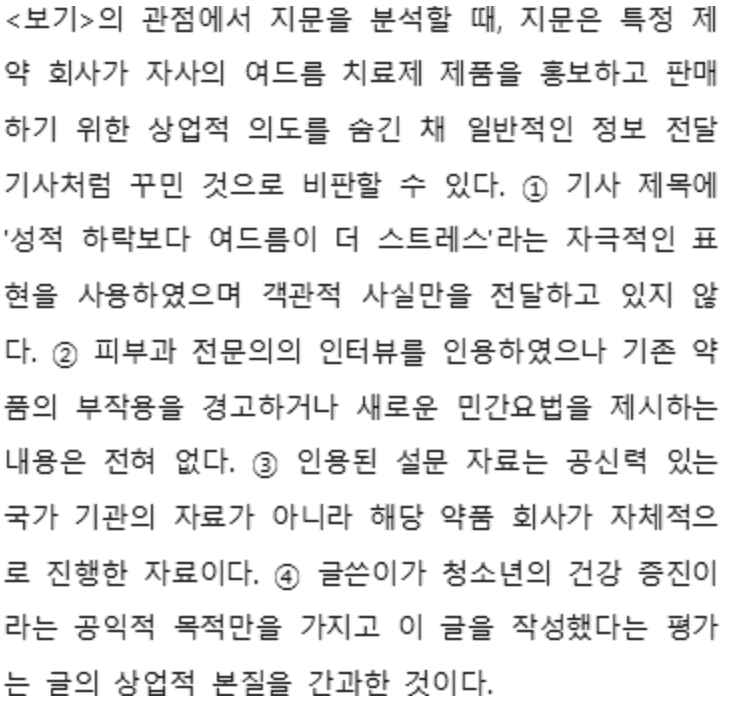 <보기>의 관점에서 지문을 분석할 때, 지문은 특정 제
약 회사가 자사의 여드름 치료제 제품을 홍보하고 판매
하기 위한 상업적 의도를 숨긴 채 일반적인 정보 전달
기사처럼 꾸민 것으로 비판할 수 있다. ① 기사 제목에
'성적 하락보다 여드름이 더 스트레스'라는 자극적인 표
현을 사용하였으며 객관적 사실만을 전달하고 있지 않
다. ② 피부과 전문의의 인터뷰를 인용하였으나 기존 약
품의 부작용을 경고하거나 새로운 민간요법을 제시하는
내용은 전혀 없다. ③ 인용된 설문 자료는 공신력 있는
국가 기관의 자료가 아니라 해당 약품 회사가 자체적으
로 진행한 자료이다. ④ 글쓴이가 청소년의 건강 증진이
라는 공익적 목적만을 가지고 이 글을 작성했다는 평가
는 글의 상업적 본질을 간과한 것이다.